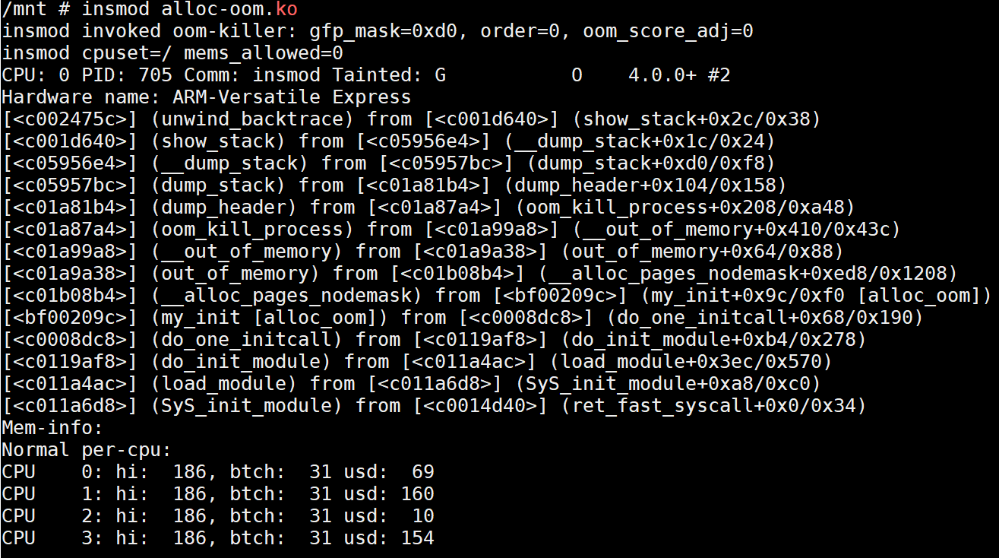 /mnt # insmod alloc-oom.ko
insmod invoked oom-killer: gfp_mask=0xd0, order=0, oom_score_adj=0
insmod cpuset=/ mems_allowed=0
CPU: 0 PID: 705 Comm: insmod Tainted: G           O    4.0.0+ #2
Hardware name: ARM-Versatile Express
[<c002475c>] (unwind_backtrace) from [<c001d640>] (show_stack+0x2c/0x38)
[<c001d640>] (show_stack) from [<c05956e4>] (__dump_stack+0x1c/0x24)
[<c05956e4>] (__dump_stack) from [<c05957bc>] (dump_stack+0xd0/0xf8)
[<c05957bc>] (dump_stack) from [<c01a81b4>] (dump_header+0x104/0x158)
[<c01a81b4>] (dump_header) from [<c01a87a4>] (oom_kill_process+0x208/0xa48)
[<c01a87a4>] (oom_kill_process) from [<c01a99a8>] (__out_of_memory+0x410/0x43c)
[<c01a99a8>] (__out_of_memory) from [<c01a9a38>] (out_of_memory+0x64/0x88)
[<c01a9a38>] (out_of_memory) from [<c01b08b4>] (__alloc_pages_nodemask+0xed8/0x1208)
[<c01b08b4>] (__alloc_pages_nodemask) from [<bf00209c>] (my_init+0x9c/0xf0 [alloc_oom])
[<bf00209c>] (my_init [alloc_oom]) from [<c0008dc8>] (do_one_initcall+0x68/0x190)
[<c0008dc8>] (do_one_initcall) from [<c0119af8>] (do_init_module+0xb4/0x278)
[<c0119af8>] (do_init_module) from [<c011a4ac>] (load_module+0x3ec/0x570)
[<c011a4ac>] (load_module) from [<c011a6d8>] (SyS_init_module+0xa8/0xc0)
[<c011a6d8>] (SyS_init_module) from [<c0014d40>] (ret_fast_syscall+0x0/0x34)
Mem-info:
Normal per-cpu:
CPU    0: hi:  186, btch:  31 usd:  69
CPU    1: hi:  186, btch:  31 usd: 160
CPU    2: hi:  186, btch:  31 usd:  10
CPU    3: hi:  186, btch:  31 usd: 154